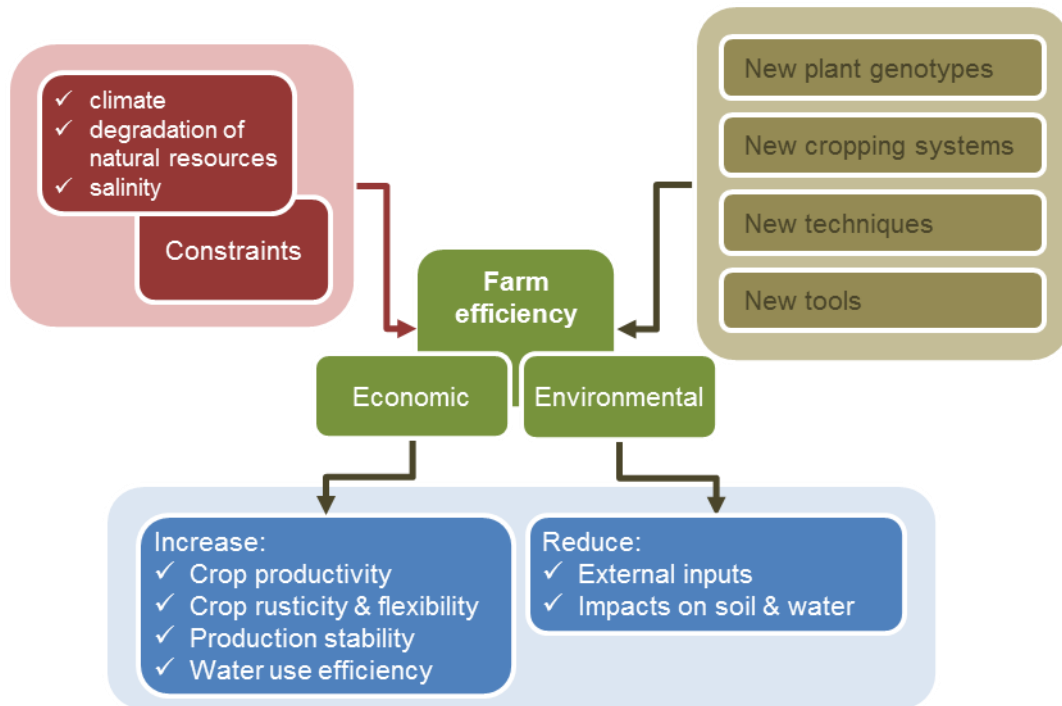 ✓ climate
✓ degradation of
natural resources
✓ salinity
Constraints
New plant genotypes
New cropping systems
New techniques
New tools
Farm
efficiency
Economic
Environmental
Increase:
✓ Crop productivity
✓ Crop rusticity & flexibility
✓ Production stability
✓ Water use efficiency
Reduce:
✓ External inputs
✓ Impacts on soil & water